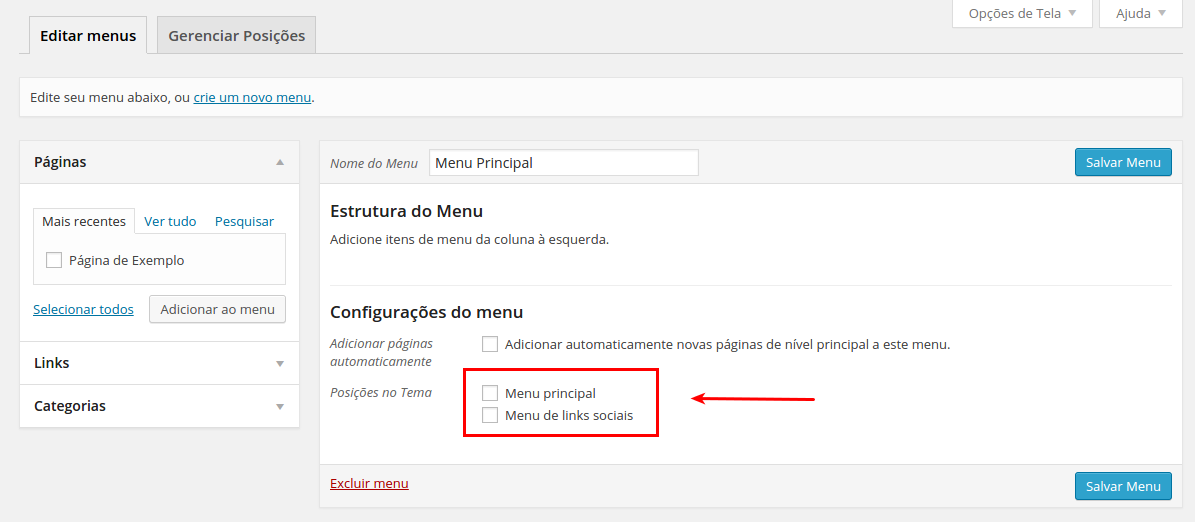 Opções de Tela
Ajuda
Editar menus
Gerenciar Posições
Edite seu menu abaixo, ou crie um novo menu.
Páginas
Mais recentes
Ver tudo
Pesquisar
Página de Exemplo
Selecionar todos
Adicionar ao menu
Links
Categorias
Nome do Menu
Menu Principal
Salvar Menu
Estrutura do Menu
Adicione itens de menu da coluna à esquerda.
Configurações do menu
Adicionar páginas
automaticamente
Adicionar automaticamente novas páginas de nível principal a este menu.
Posições no Tema
Menu principal
Menu de links sociais
Excluir menu
Salvar Menu